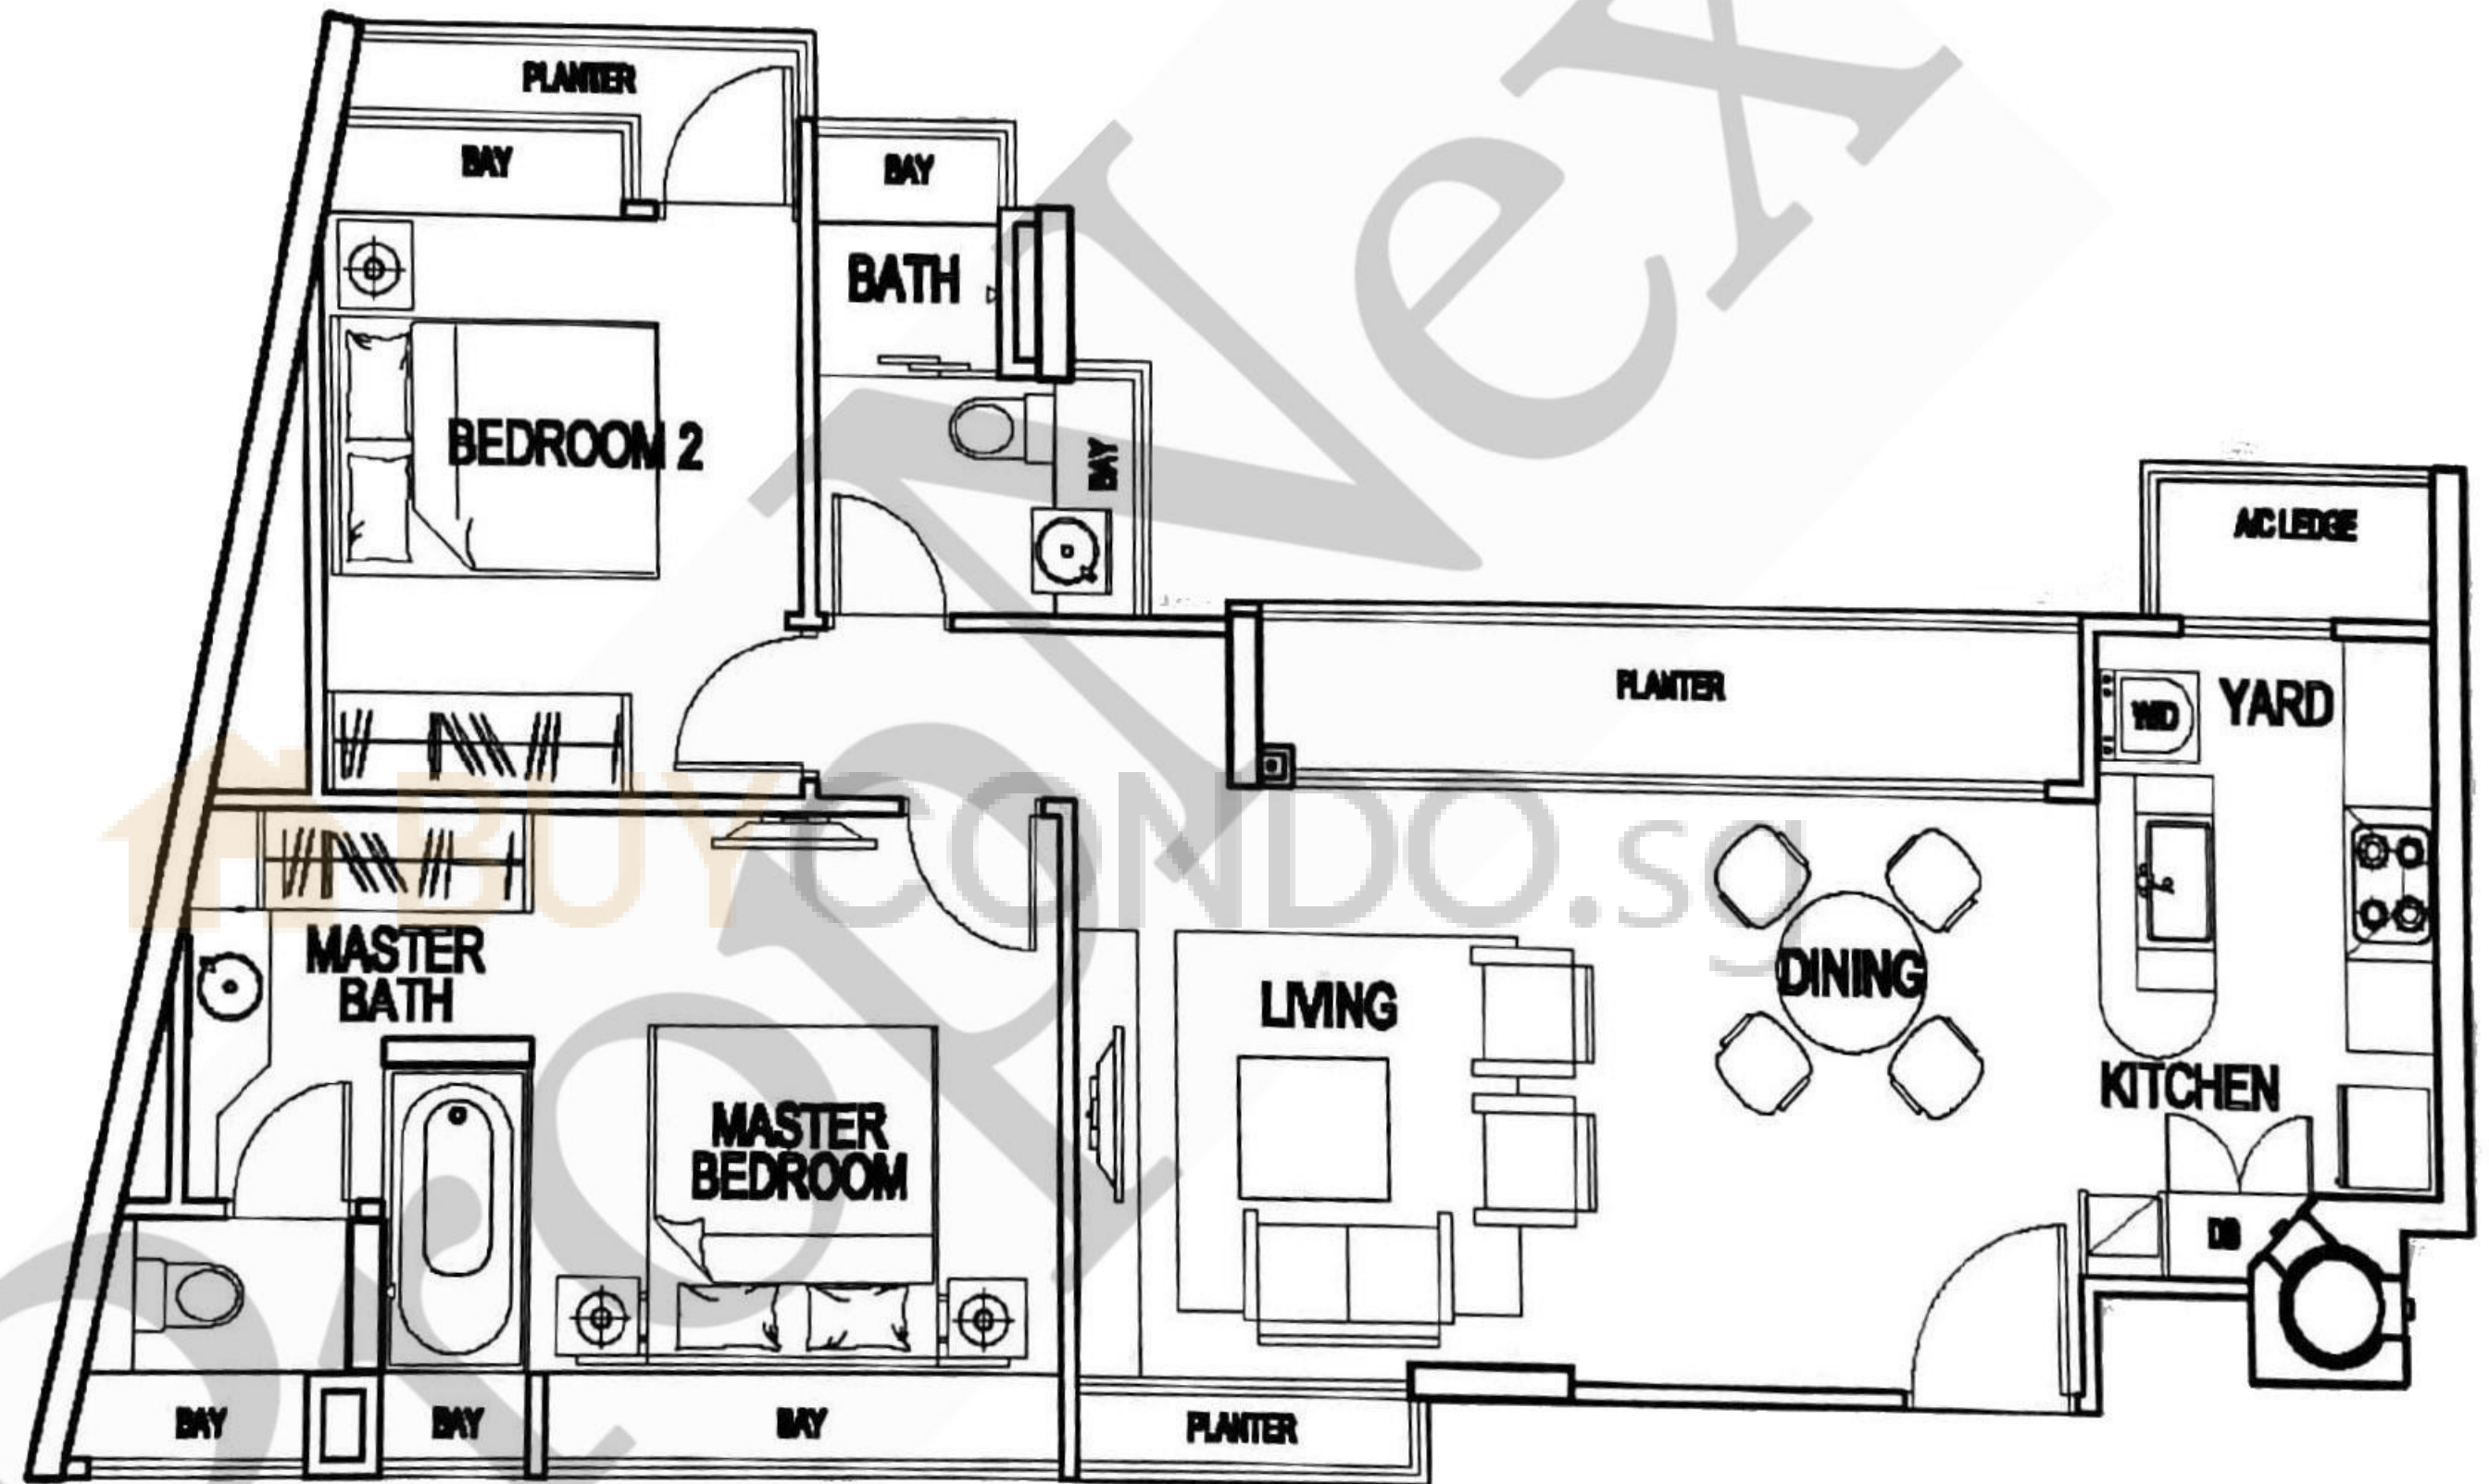 PLANTER
BAY
BAY
BATH
BEDROOM 2
BAY
A/C LEDGE
PLANTER
WD
YARD
BUYCONDO.sg
MASTER
BATH
LIVING
DINING
KITCHEN
MASTER
BEDROOM
DB
BAY
BAY
BAY
PLANTER
PropNex